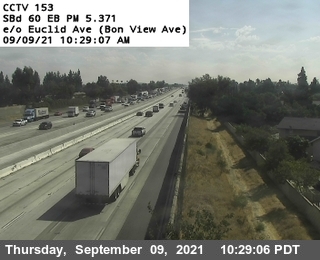 CCTV 153
SBd 60 EB PM 5.371
e/o Euclid Ave (Bon View Ave)
09/09/21 10:29:07 AM
Thursday, September 09, 2021 10:29:06 PDT